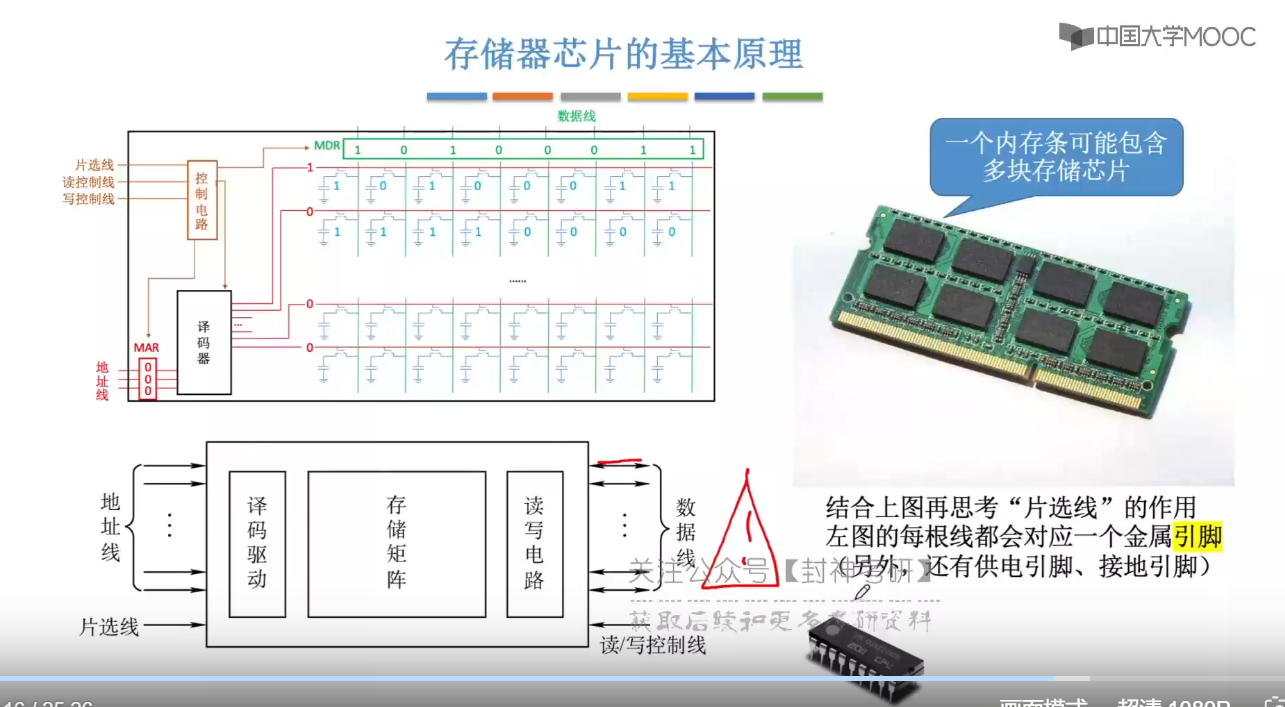 中国大学MOOC
存储器芯片的基本原理
数据线
MDR 1 0 1 0 0 0 1 1
片选线
读控制线
写控制线
控制电路
1
1 0 1 0 0 0 1 1
0
1 1 1 1 0 0 0 0
......
0
0
译码器
...
MAR
地址线
0
0
0
一个内存条可能包含
多块存储芯片
地址线
译码驱动
存储矩阵
读写电路
数据线
片选线
读/写控制线
结合上图再思考“片选线”的作用
左图的每根线都会对应一个金属引脚
(另外，还有供电引脚、接地引脚)
关注公众号【封神考研】
获取后续和更多考研资料
画面模式
超清 1080P